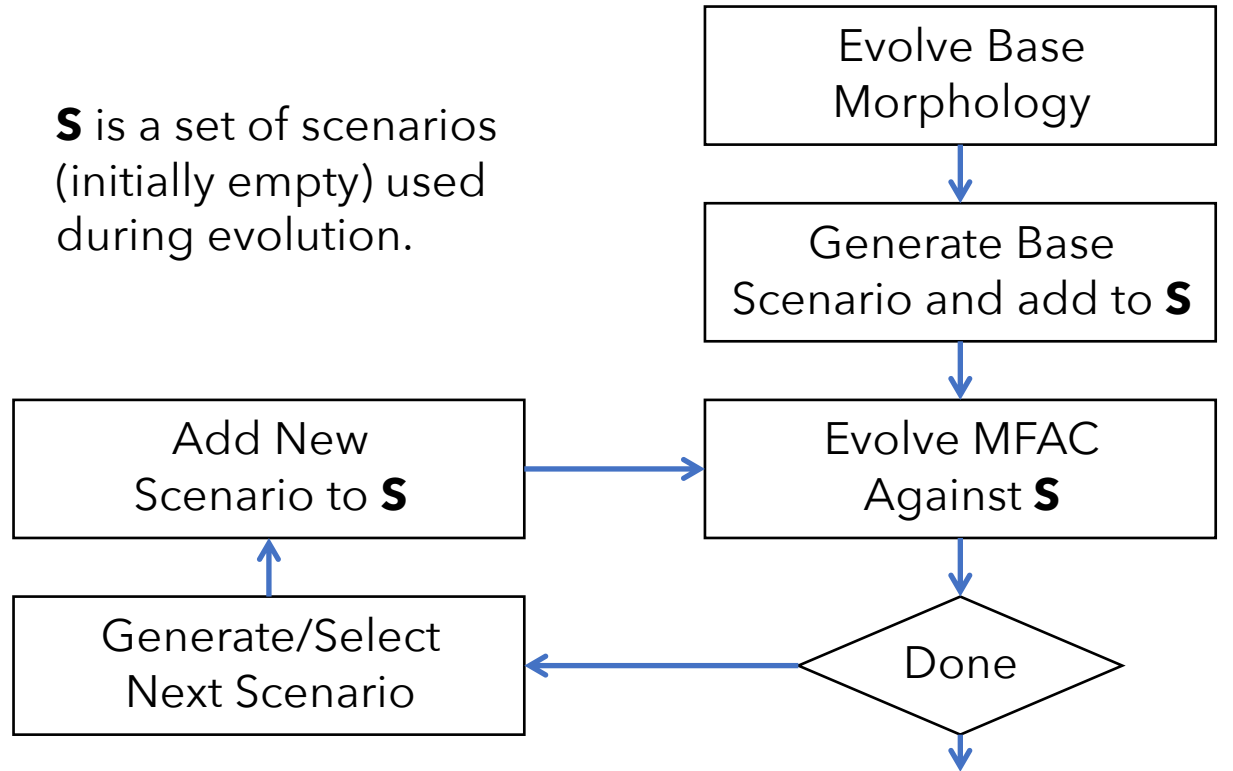 S is a set of scenarios
(initially empty) used
during evolution.
Evolve Base
Morphology
Generate Base
Scenario and add to S
Evolve MFAC
Against S
Done
Generate/Select
Next Scenario
Add New
Scenario to S